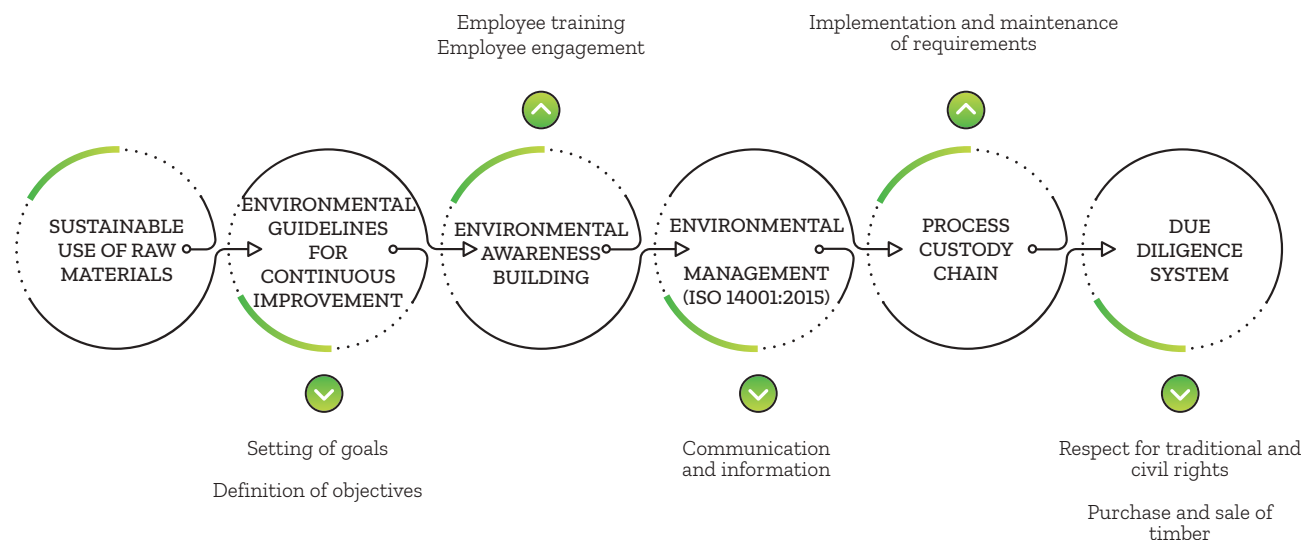 Employee training
Employee engagement
Implementation and maintenance
of requirements
SUSTAINABLE
USE OF RAW
MATERIALS
ENVIRONMENTAL
GUIDELINES
FOR
CONTINUOUS
IMPROVEMENT
ENVIRONMENTAL
AWARENESS
BUILDING
ENVIRONMENTAL
MANAGEMENT
(ISO 14001:2015)
PROCESS
CUSTODY
CHAIN
DUE
DILIGENCE
SYSTEM
Setting of goals
Definition of objectives
Communication
and information
Respect for traditional and
civil rights
Purchase and sale of
timber